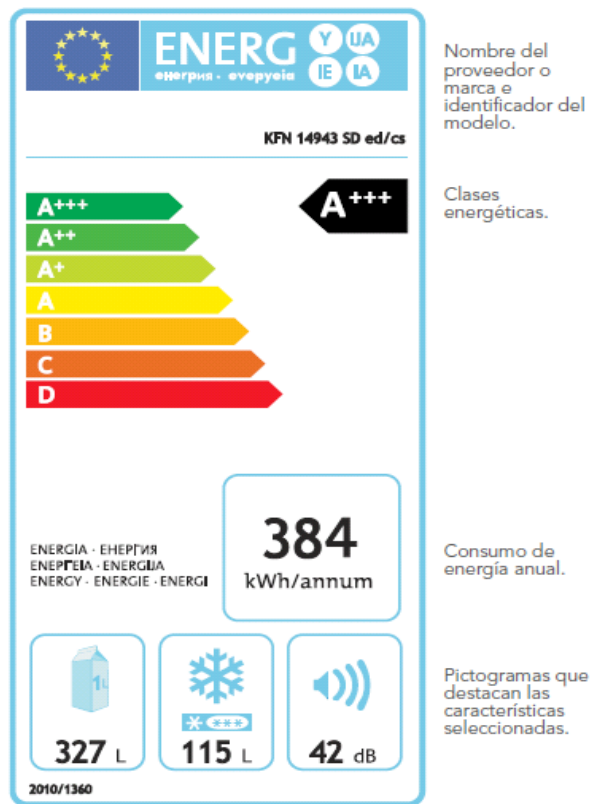 ENERG Y UA
енергия · ενεργεια IE IA
Nombre del
proveedor o
marca e
identificador del
modelo.
KFN 14943 SD ed/cs
A+++
Clases
energéticas.
A+++
A++
A+
A
B
C
D
384
kWh/annum
ENERGIA · ЕНЕРГИЯ
ΕΝΕΡΓΕΙΑ · ENERGIJA
ENERGY · ENERGIE · ENERGI
Consumo de
energía anual.
1L
327 L
115 L
42 dB
Pictogramas que
destacan las
características
seleccionadas.
2010/1360